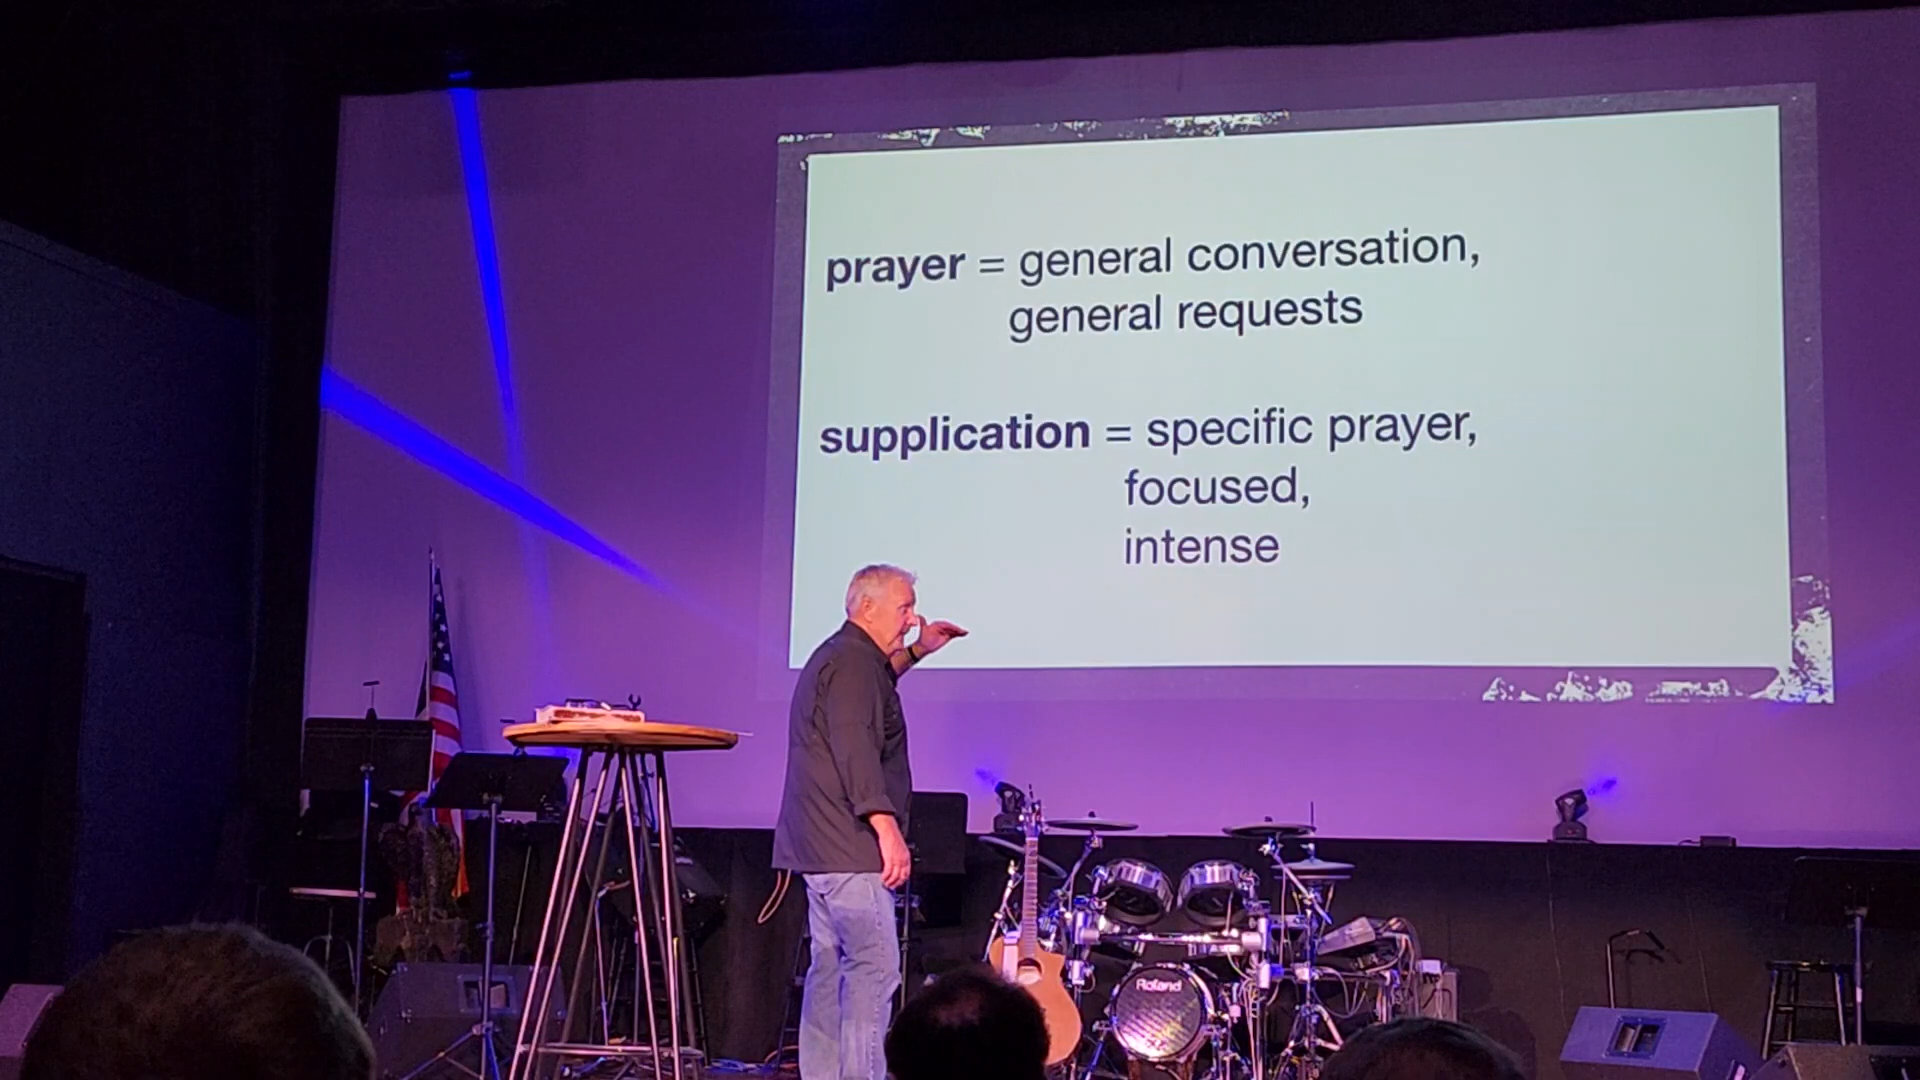 prayer = general conversation,
general requests
supplication = specific prayer,
focused,
intense
Roland